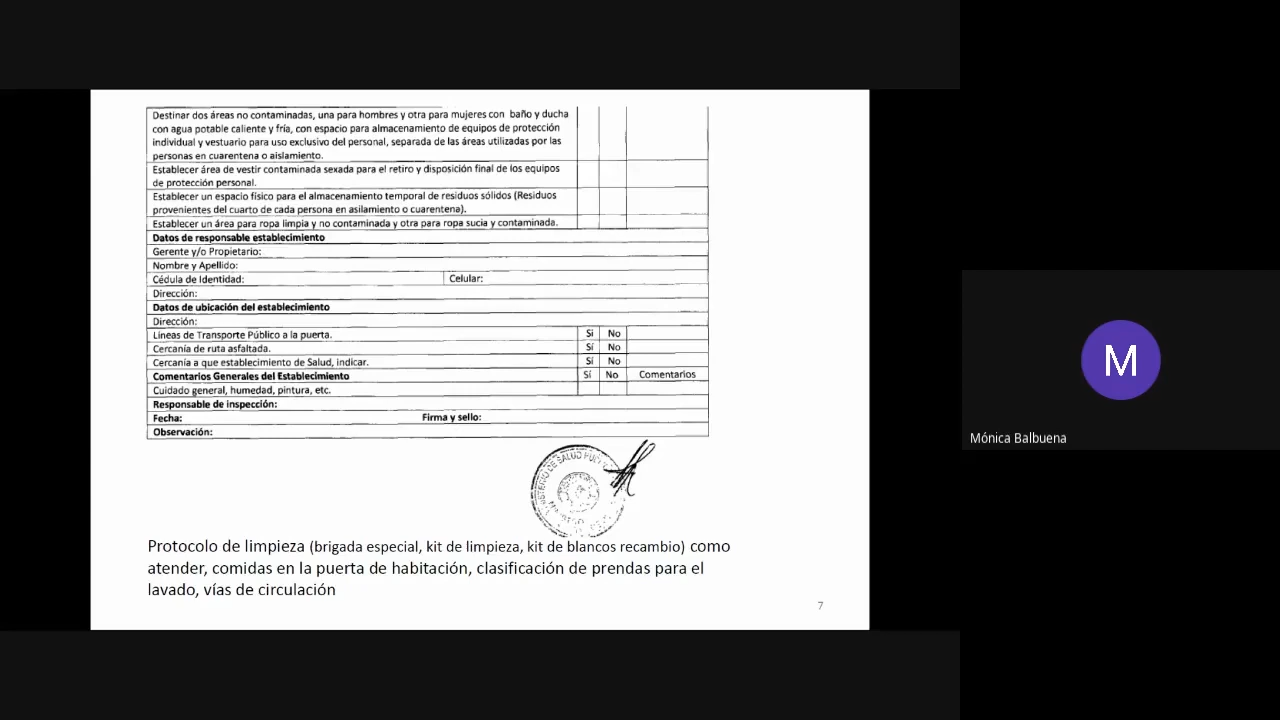 Destinar dos áreas no contaminadas, una para hombres y otra para mujeres con baño y ducha
con agua potable caliente y fría, con espacio para almacenamiento de equipos de protección
individual y vestuario para uso exclusivo del personal, separada de las áreas utilizadas por las
personas en cuarentena o aislamiento.
Establecer área de vestir contaminada sexada para el retiro y disposición final de los equipos
de protección personal.
Establecer un espacio físico para el almacenamiento temporal de residuos sólidos (Residuos
provenientes del cuarto de cada persona en asilamiento o cuarentena).
Establecer un área para ropa limpia y no contaminada y otra para ropa sucia y contaminada.
Datos de responsable establecimiento
Gerente y/o Propietario:
Nombre y Apellido:
Cédula de Identidad: Celular:
Dirección:
Datos de ubicación del establecimiento
Dirección:
Líneas de Transporte Público a la puerta. Sí No
Cercanía de ruta asfaltada. Sí No
Cercanía a que establecimiento de Salud, indicar. Sí No
Comentarios Generales del Establecimiento Sí No Comentarios
Cuidado general, humedad, pintura, etc.
Responsable de inspección:
Fecha: Firma y sello:
Observación:
DE SALUD
Protocolo de limpieza (brigada especial, kit de limpieza, kit de blancos recambio) como
atender, comidas en la puerta de habitación, clasificación de prendas para el
lavado, vías de circulación
7
M
Mónica Balbuena